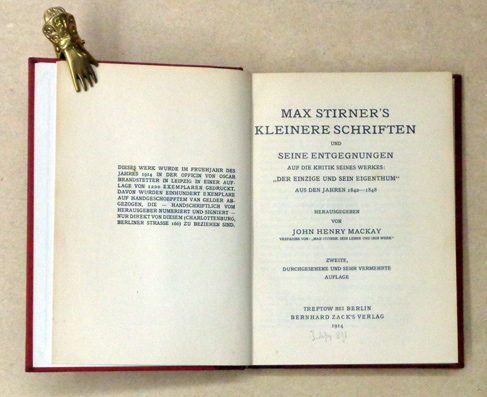 DIESES WERK WURDE IM FRUEHJAHR DES
JAHRES 1914 IN DER OFFICIN VON OSCAR
BRANDSTETTER IN LEIPZIG IN EINER AUF-
LAGE VON 1200 EXEMPLAREN GEDRUCKT.
DAVON WURDEN EINHUNDERT EXEMPLARE
AUF HANDGESCHOEPFTEM VAN GELDER AB-
GEZOGEN, DIE — HANDSCHRIFTLICH VOM
HERAUSGEBER NUMERIERT UND SIGNIERT —
NUR DIREKT VON DIESEM (CHARLOTTENBURG,
BERLINER STRASSE 166) ZU BEZIEHEN SIND.
MAX STIRNER'S
KLEINERE SCHRIFTEN
UND
SEINE ENTGEGNUNGEN
AUF DIE KRITIK SEINES WERKES:
„DER EINZIGE UND SEIN EIGENTHUM“
AUS DEN JAHREN 1842—1848
HERAUSGEGEBEN
VON
JOHN HENRY MACKAY
VERFASSER VON: „MAX STIRNER, SEIN LEBEN UND SEIN WERK“
ZWEITE,
DURCHGESEHENE UND SEHR VERMEHRTE
AUFLAGE
TREPTOW BEI BERLIN
BERNHARD ZACK'S VERLAG
1914